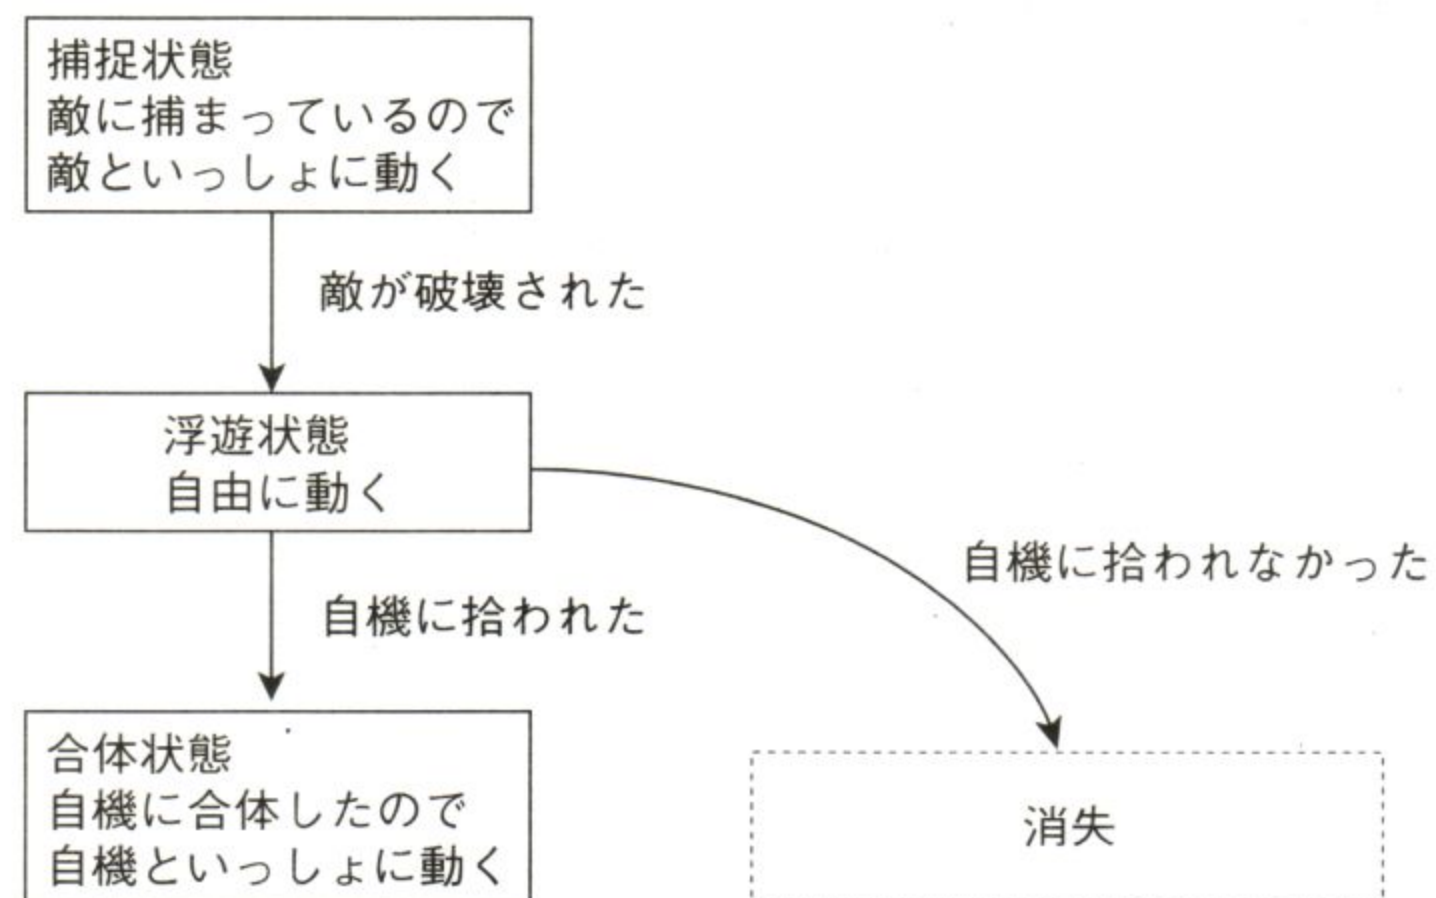 捕捉状態
敵に捕まっているので
敵といっしょに動く
敵が破壊された
浮遊状態
自由に動く
自機に拾われなかった
自機に拾われた
合体状態
自機に合体したので
自機といっしょに動く
消失